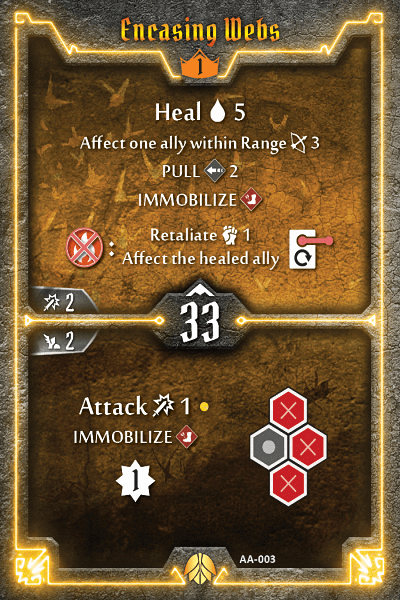 Encasing Webs
1
Heal 5
Affect one ally within Range 3
PULL 2
IMMOBILIZE
: Retaliate 1
Affect the healed ally
2
33
2
Attack 1
IMMOBILIZE
1
AA-003